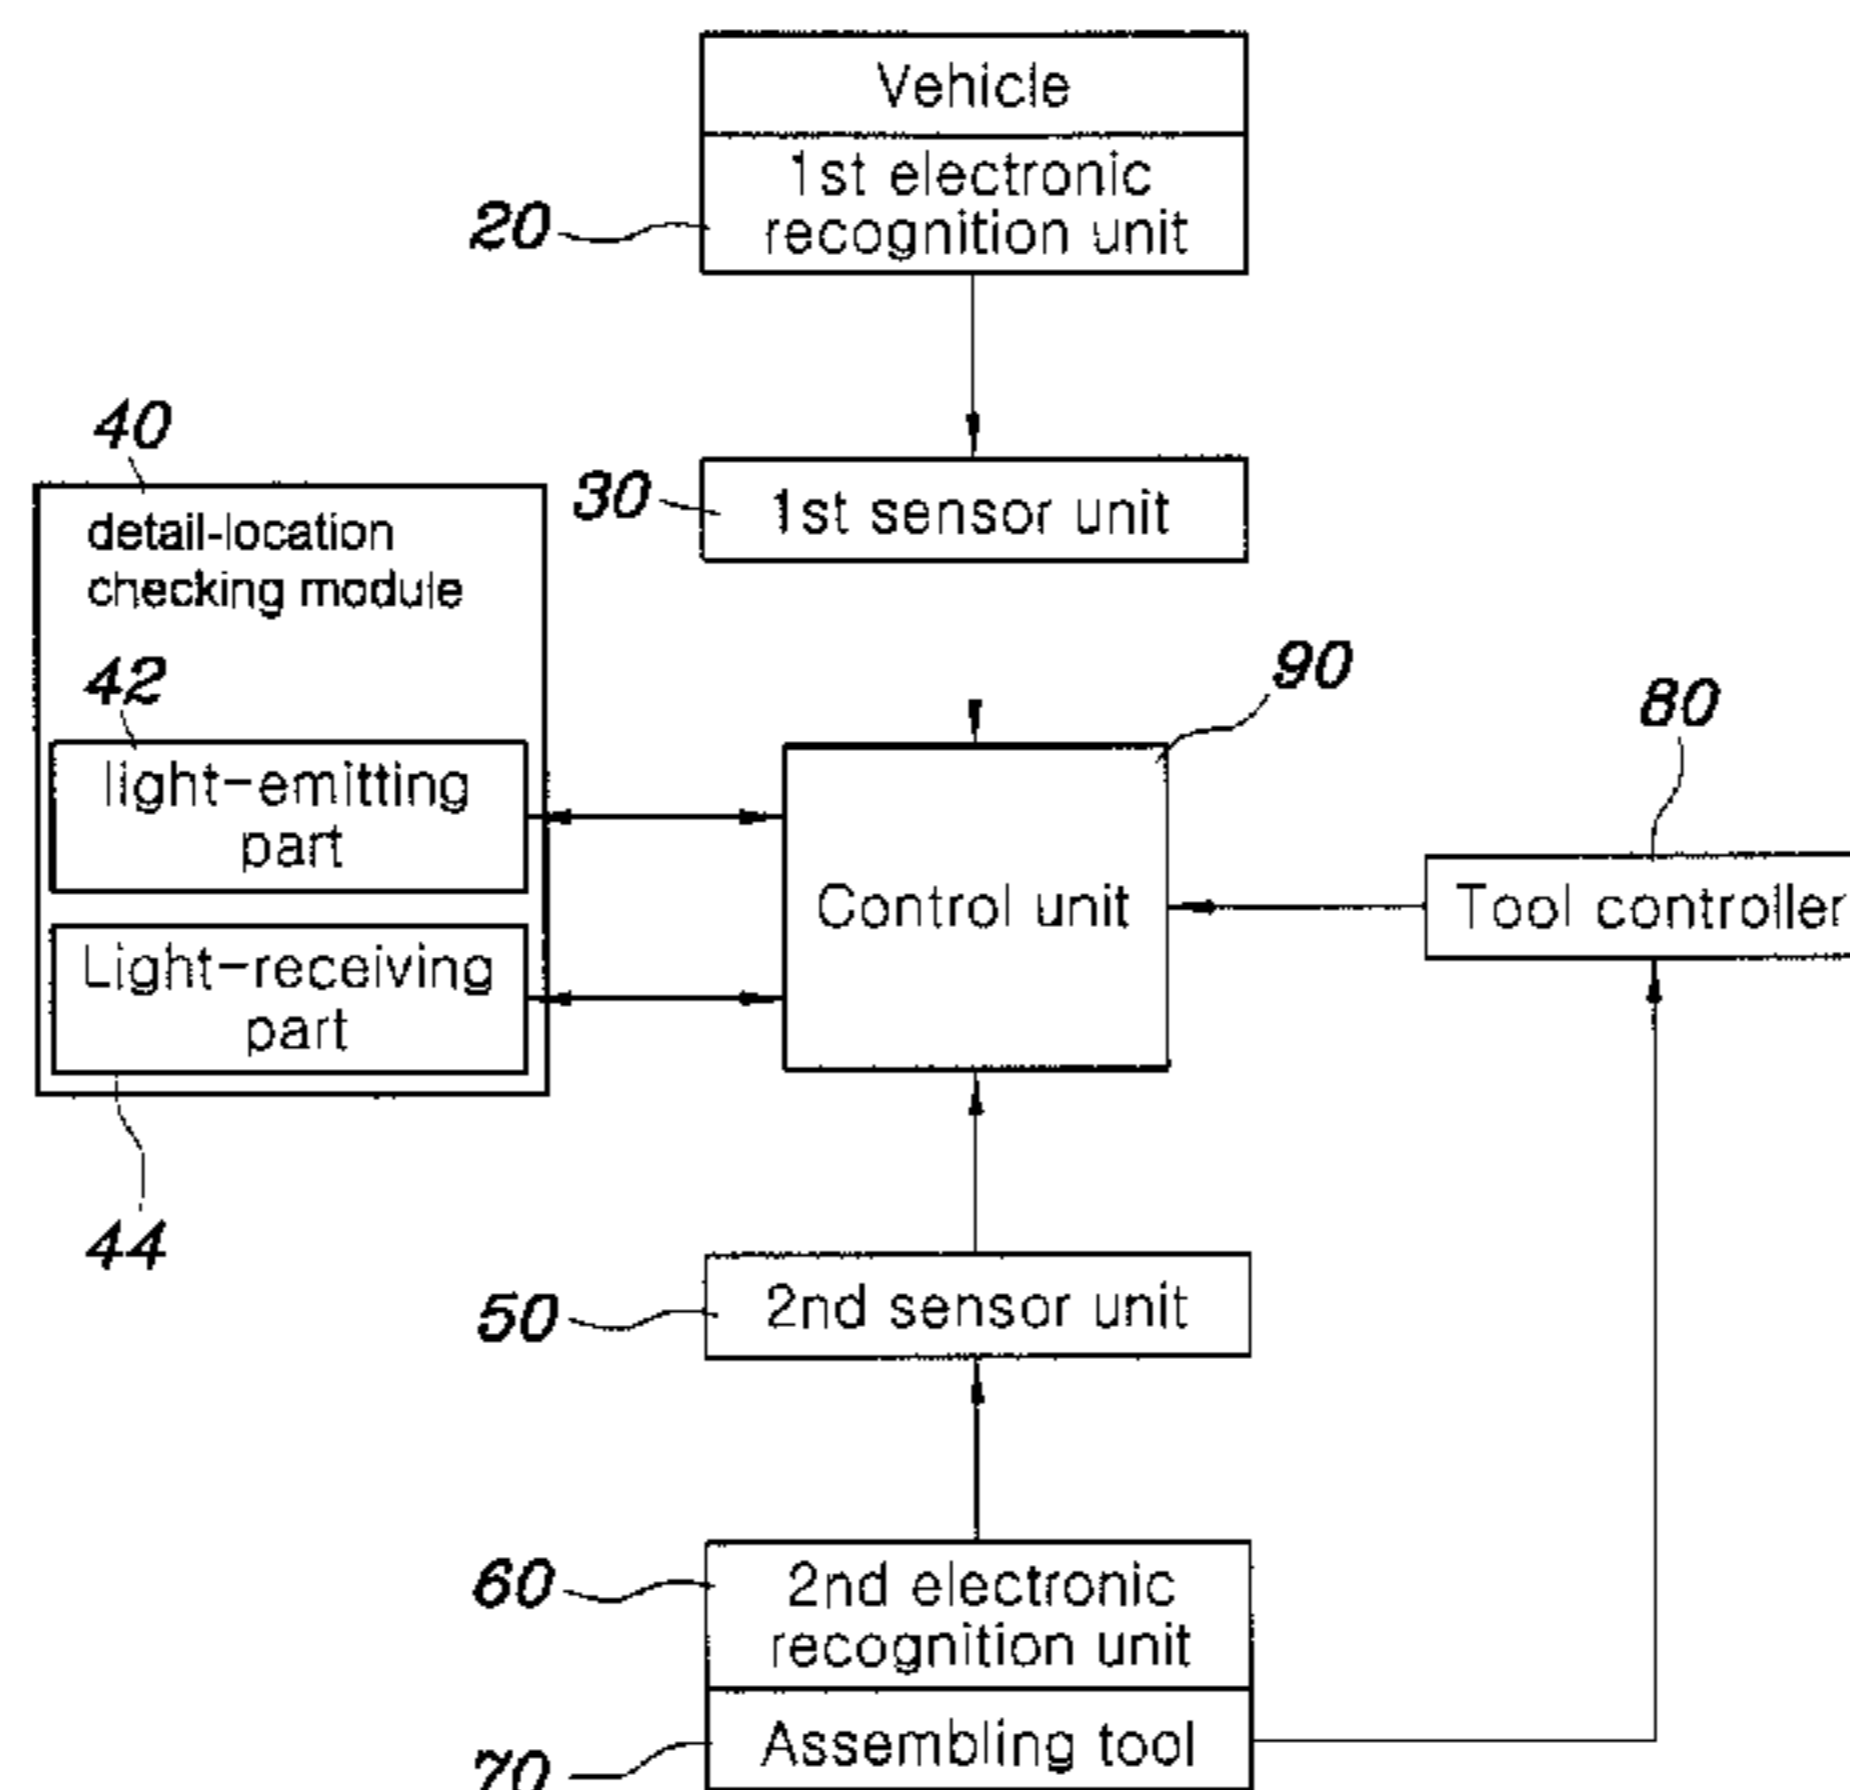 Vehicle
1st electronic
recognition unit
20
40
30
1st sensor unit
detail-location
checking module
42
90
80
light-emitting
part
Control unit
Tool controller
Light-receiving
part
44
50
2nd sensor unit
60
2nd electronic
recognition unit
70
Assembling tool